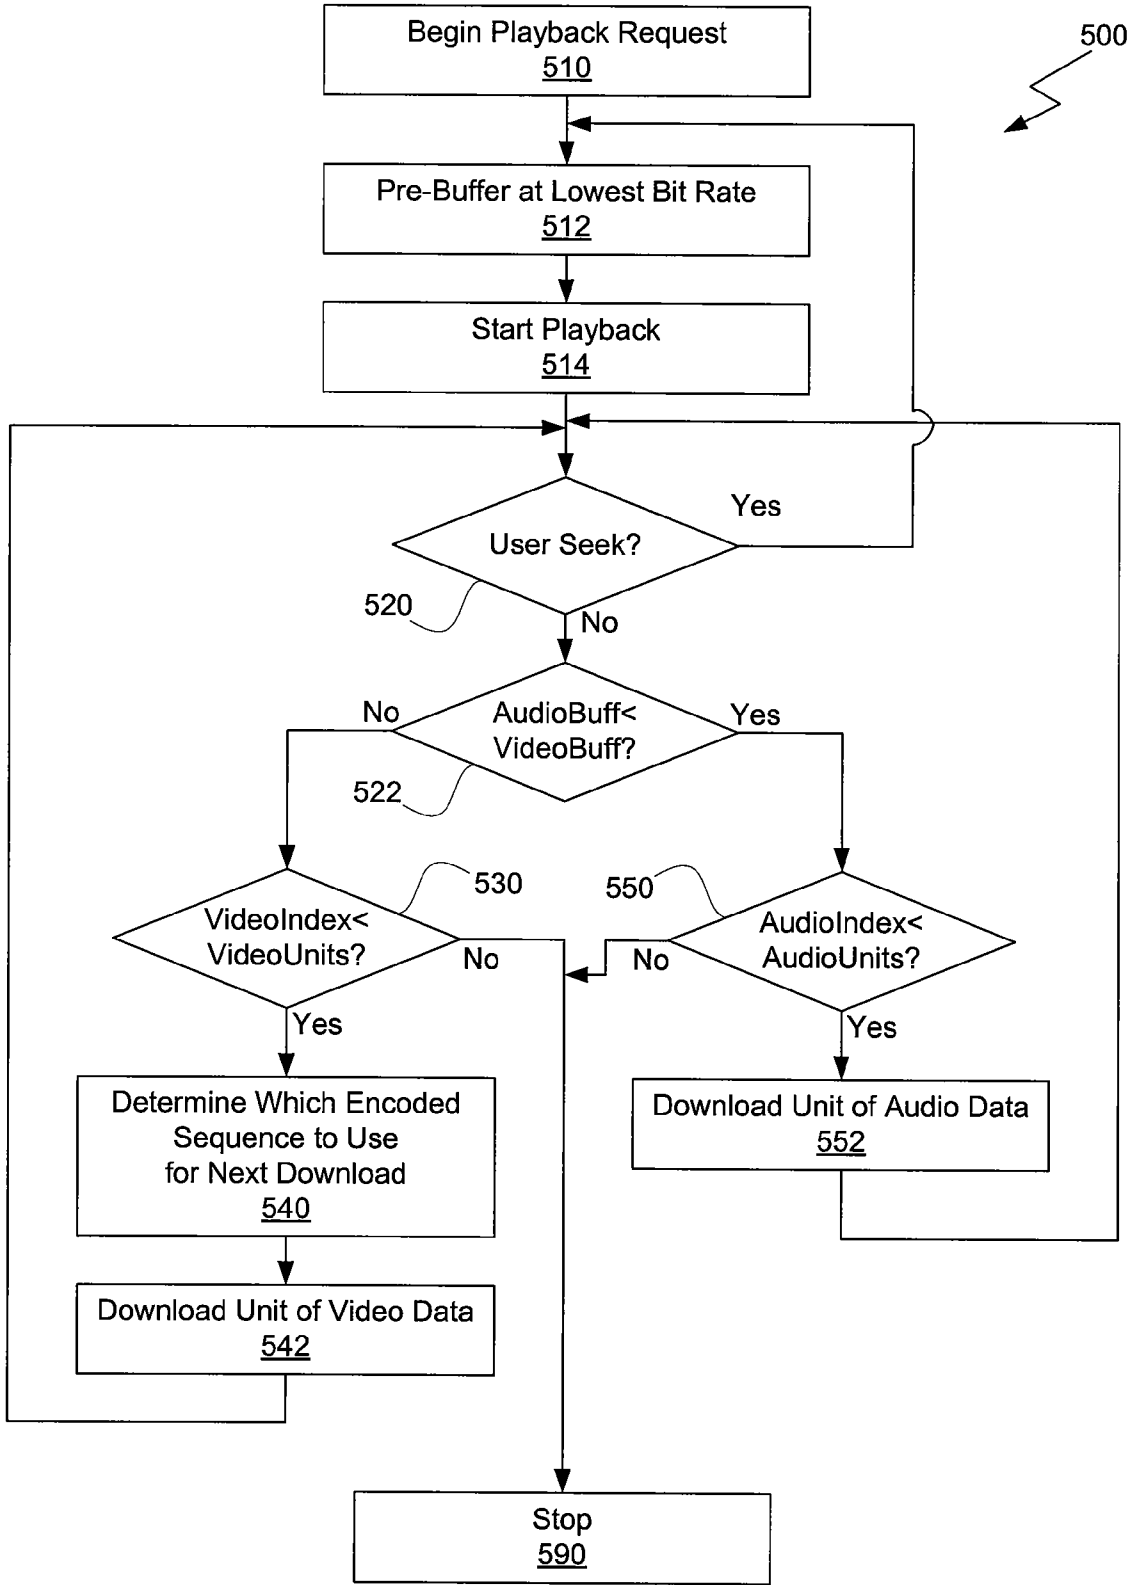 Begin Playback Request
510
500
Pre-Buffer at Lowest Bit Rate
512
Start Playback
514
User Seek?
Yes
520
No
AudioBuff<
VideoBuff?
No
Yes
522
VideoIndex<
VideoUnits?
530
No
Yes
550
AudioIndex<
AudioUnits?
No
Yes
Determine Which Encoded
Sequence to Use
for Next Download
540
Download Unit of Audio Data
552
Download Unit of Video Data
542
Stop
590